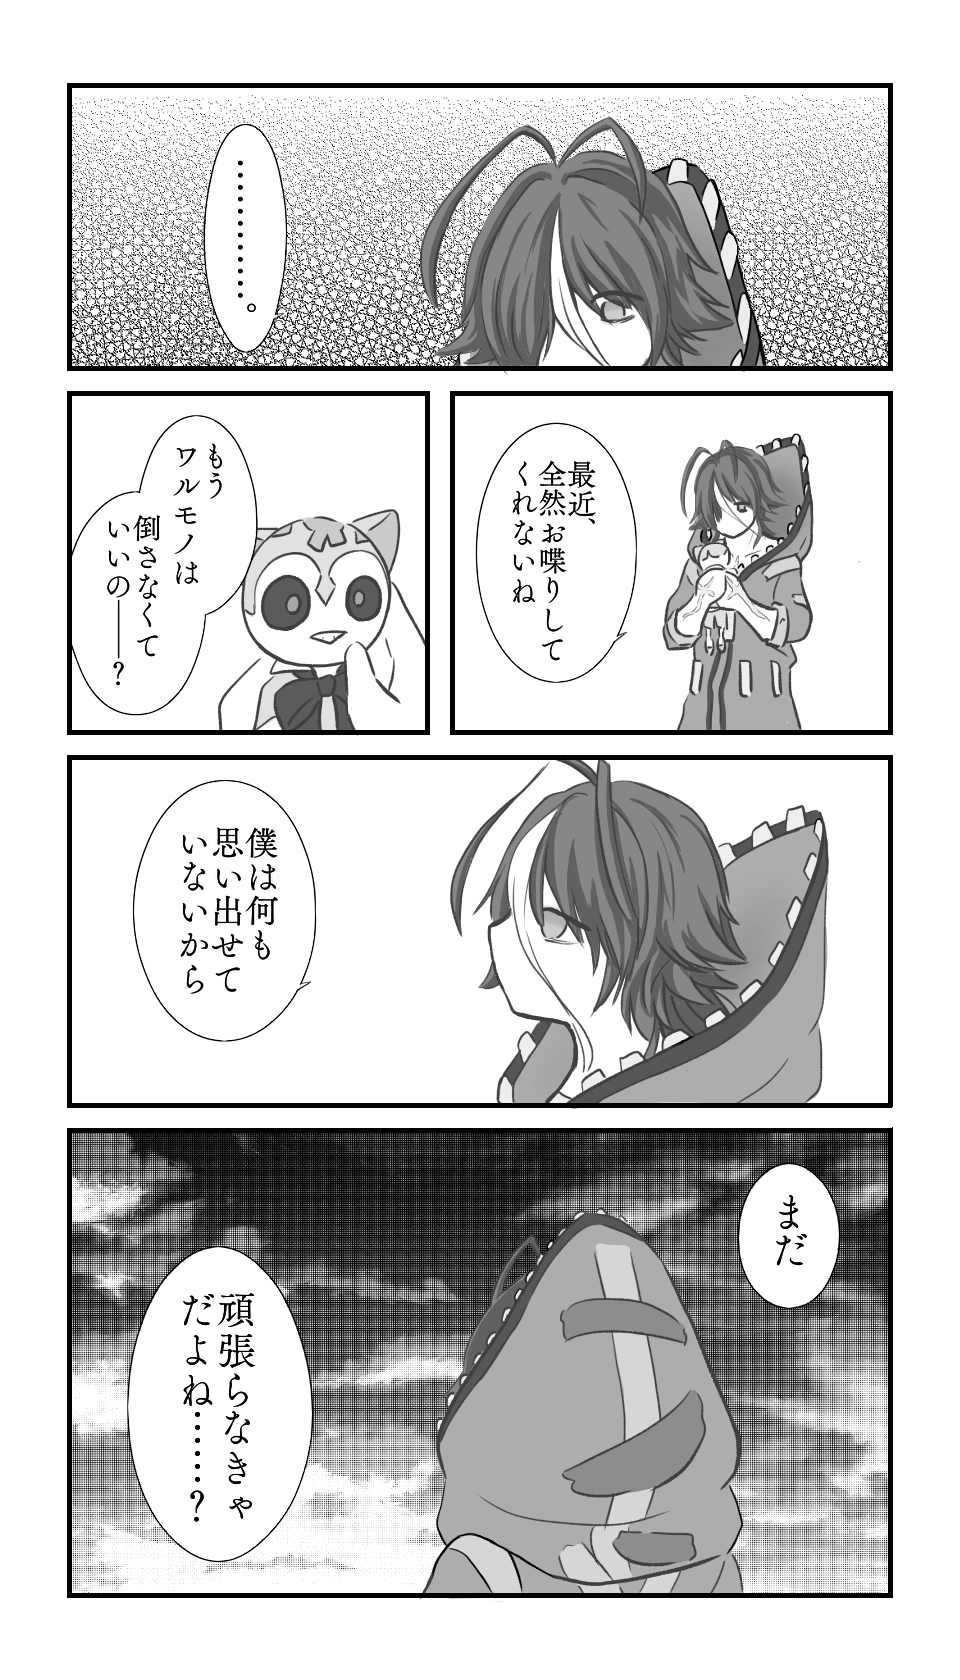 …………。
最近、
全然お喋りして
くれないね
もう
ワルモノは
倒さなくて
いいの――？
僕は何も
思い出せて
いないから
まだ
頑張らなきゃ
だよね……？